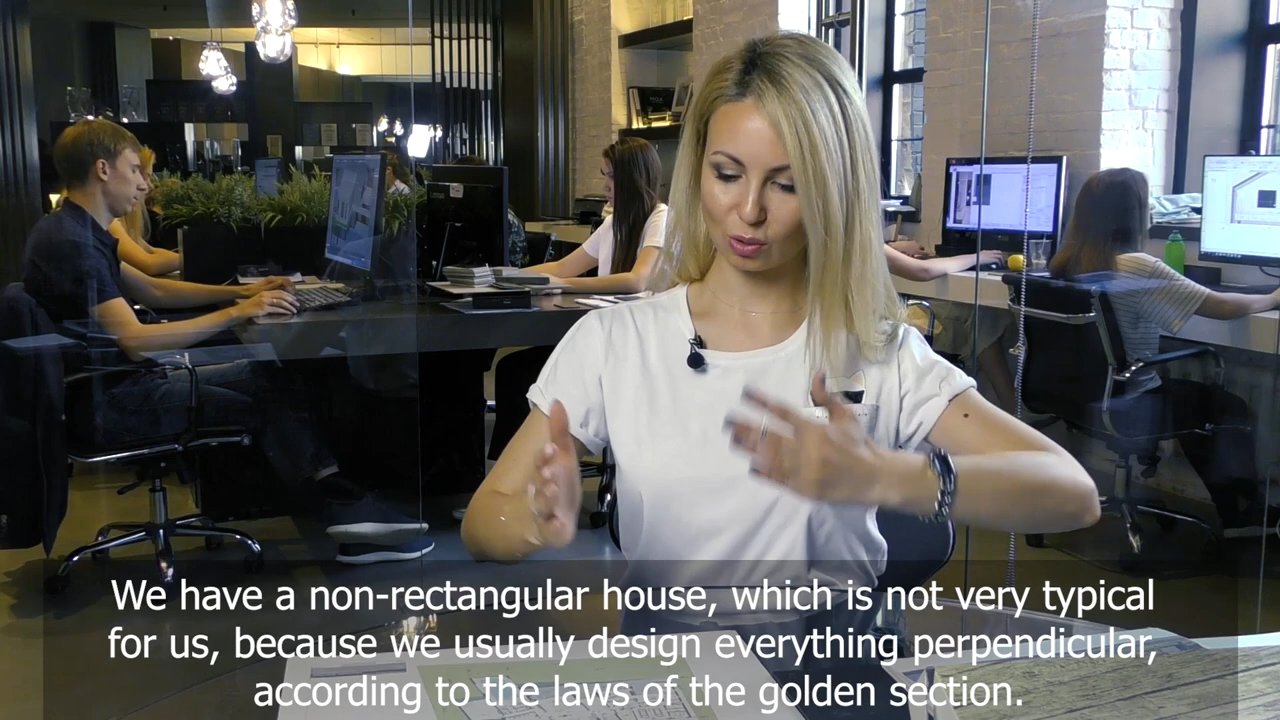 We have a non-rectangular house, which is not very typical
for us, because we usually design everything perpendicular,
according to the laws of the golden section.